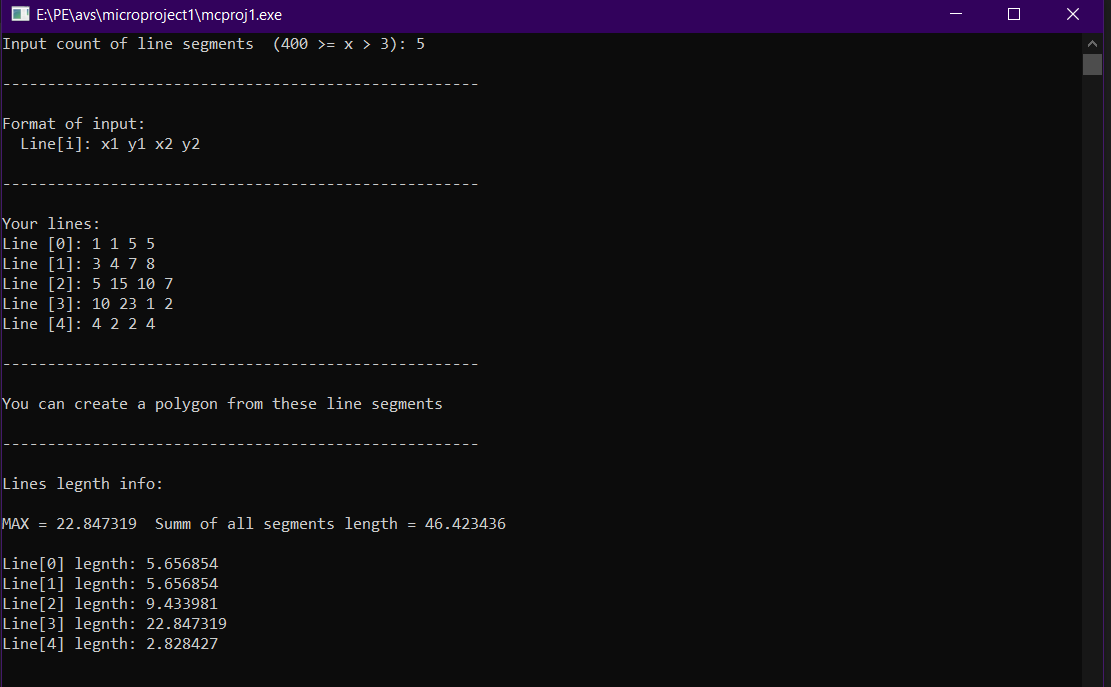 E:\PE\avs\microproject1\mcproj1.exe
Input count of line segments  (400 >= x > 3): 5
-----------------------------------------------------
Format of input:
  Line[i]: x1 y1 x2 y2
-----------------------------------------------------
Your lines:
Line [0]: 1 1 5 5
Line [1]: 3 4 7 8
Line [2]: 5 15 10 7
Line [3]: 10 23 1 2
Line [4]: 4 2 2 4
-----------------------------------------------------
You can create a polygon from these line segments
-----------------------------------------------------
Lines legnth info:
MAX = 22.847319  Summ of all segments length = 46.423436
Line[0] legnth: 5.656854
Line[1] legnth: 5.656854
Line[2] legnth: 9.433981
Line[3] legnth: 22.847319
Line[4] legnth: 2.828427